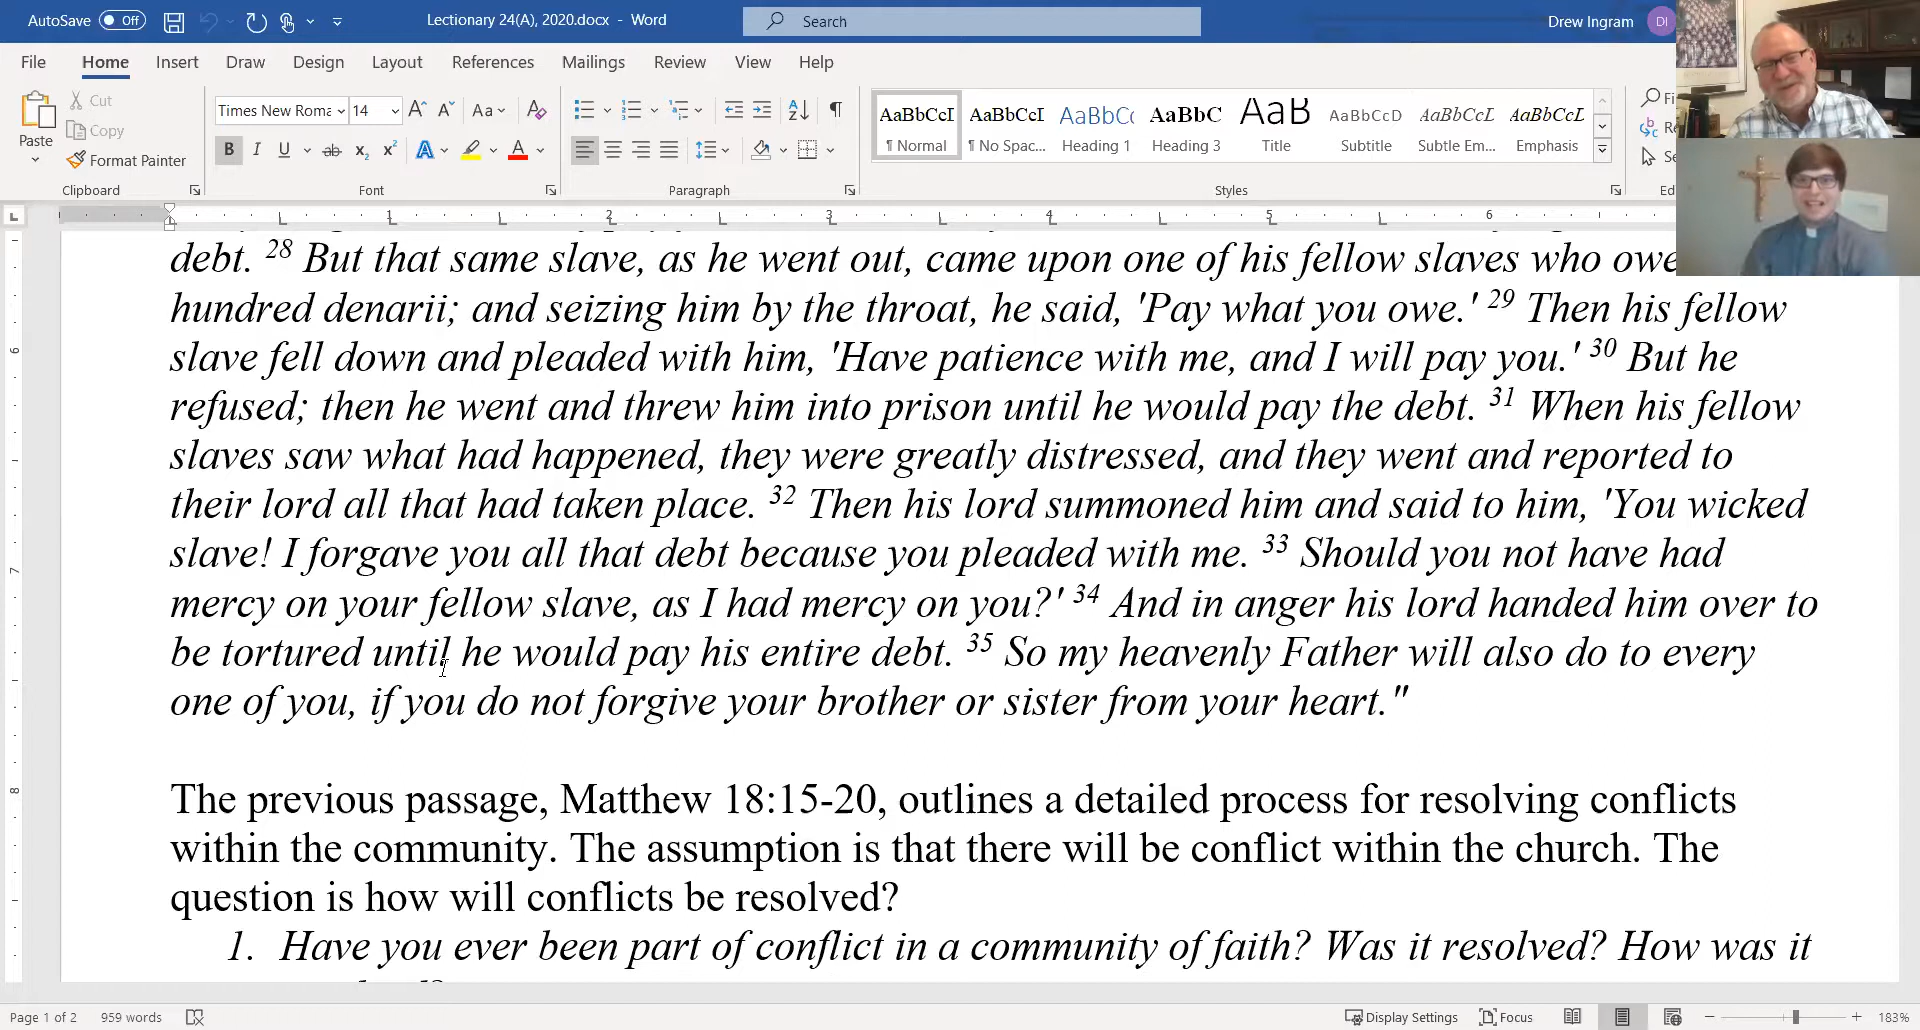 AutoSave Off Lectionary 24(A), 2020.docx - Word Search Drew Ingram DI
File Home Insert Draw Design Layout References Mailings Review View Help
Paste Cut Copy Format Painter
Times New Roma 14
B I U ab x₂ x² A A
Aa
AaBbCcI AaBbCcI AaBbCc AaBbC AaB AaBbCcD AaBbCcL AaBbCcL
¶ Normal ¶ No Spac... Heading 1 Heading 3 Title Subtitle Subtle Em... Emphasis
Clipboard Font Paragraph Styles
1 2 3 4 5 6
debt. 28 But that same slave, as he went out, came upon one of his fellow slaves who
hundred denarii; and seizing him by the throat, he said, 'Pay what you owe.' 29 Then his fellow
slave fell down and pleaded with him, 'Have patience with me, and I will pay you.' 30 But he
refused; then he went and threw him into prison until he would pay the debt. 31 When his fellow
slaves saw what had happened, they were greatly distressed, and they went and reported to
their lord all that had taken place. 32 Then his lord summoned him and said to him, 'You wicked
slave! I forgave you all that debt because you pleaded with me. 33 Should you not have had
mercy on your fellow slave, as I had mercy on you?' 34 And in anger his lord handed him over to
be tortured until he would pay his entire debt. 35 So my heavenly Father will also do to every
one of you, if you do not forgive your brother or sister from your heart."
The previous passage, Matthew 18:15-20, outlines a detailed process for resolving conflicts
within the community. The assumption is that there will be conflict within the church. The
question is how will conflicts be resolved?
1. Have you ever been part of conflict in a community of faith? Was it resolved? How was it
6
7
8
Page 1 of 2 959 words Display Settings Focus 183%